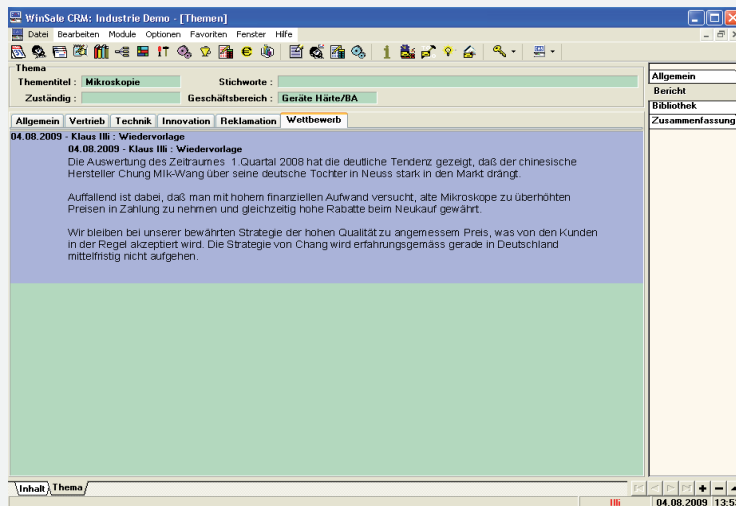 WinSale CRM: Industrie Demo - [Themen]
Datei Bearbeiten Module Optionen Favoriten Fenster Hilfe
Thema
Thementitel : Mikroskopie Stichworte :
Zuständig : Geschäftsbereich : Geräte Härte/BA
Allgemein Vertrieb Technik Innovation Reklamation Wettbewerb
04.08.2009 - Klaus Illi : Wiedervorlage
04.08.2009 - Klaus Illi : Wiedervorlage
Die Auswertung des Zeitraumes 1.Quartal 2008 hat die deutliche Tendenz gezeigt, daß der chinesische
Hersteller Chung Mlk-Wang über seine deutsche Tochter in Neuss stark in den Markt drängt.
Auffallend ist dabei, daß man mit hohem finanziellen Aufwand versucht, alte Mikroskope zu überhöhten
Preisen in Zahlung zu nehmen und gleichzeitig hohe Rabatte beim Neukauf gewährt.
Wir bleiben bei unserer bewährten Strategie der hohen Qualität zu angemessem Preis, was von den Kunden
in der Regel akzeptiert wird. Die Strategie von Chang wird erfahrungsgemäss gerade in Deutschland
mittelfristig nicht aufgehen.
Allgemein
Bericht
Bibliothek
Zusammenfassung
Inhalt Thema
Illi 04.08.2009 13:53